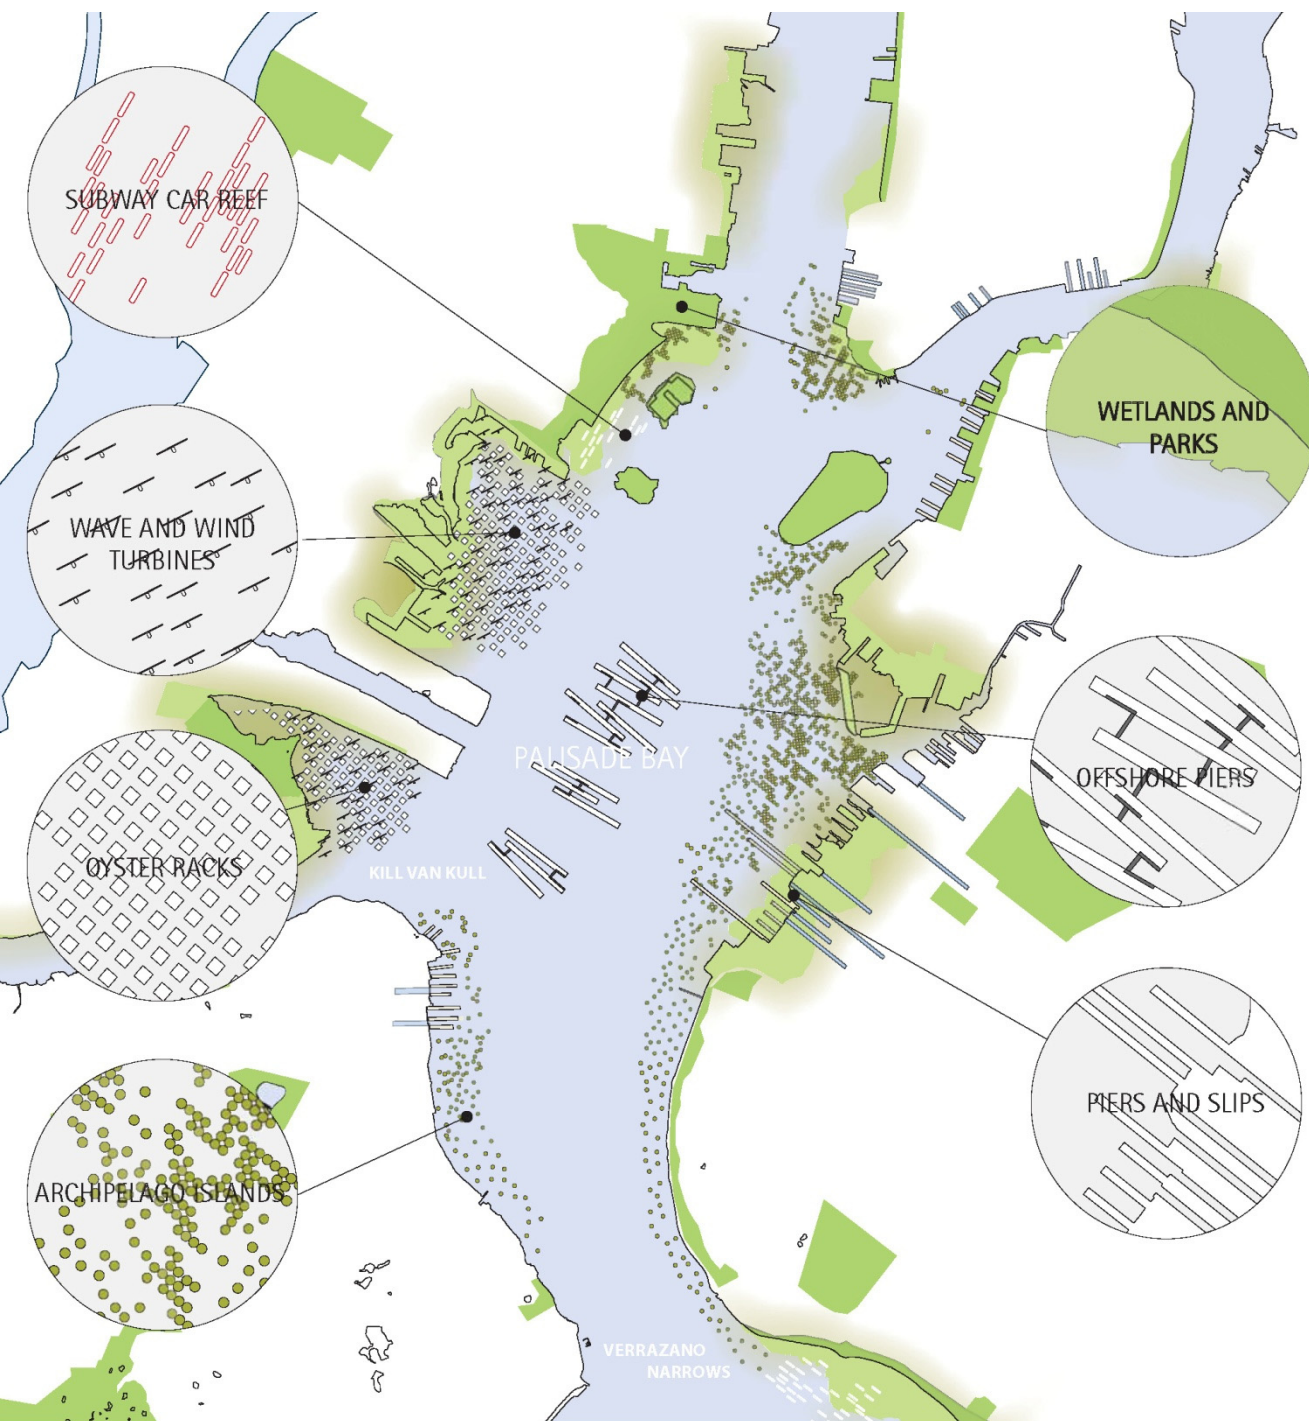 SUBWAY CAR REEF
WETLANDS AND
PARKS
WAVE AND WIND
TURBINES
PALISADE BAY
OFFSHORE PIERS
OYSTER RACKS
KILL VAN KULL
PIERS AND SLIPS
ARCHIPELAGO ISLANDS
VERRAZANO
NARROWS